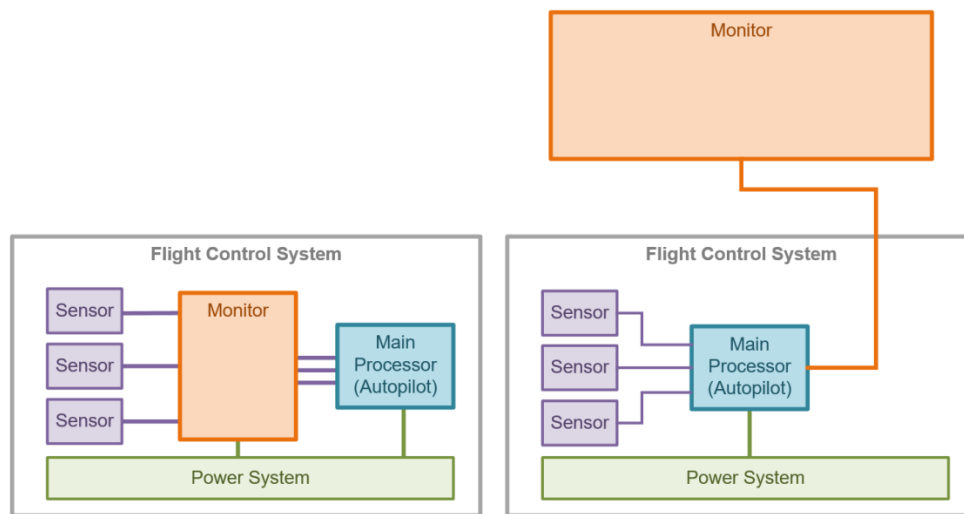 Monitor
Flight Control System
Sensor
Monitor
Sensor
Main
Processor
(Autopilot)
Sensor
Power System
Flight Control System
Sensor
Sensor
Main
Processor
(Autopilot)
Sensor
Power System